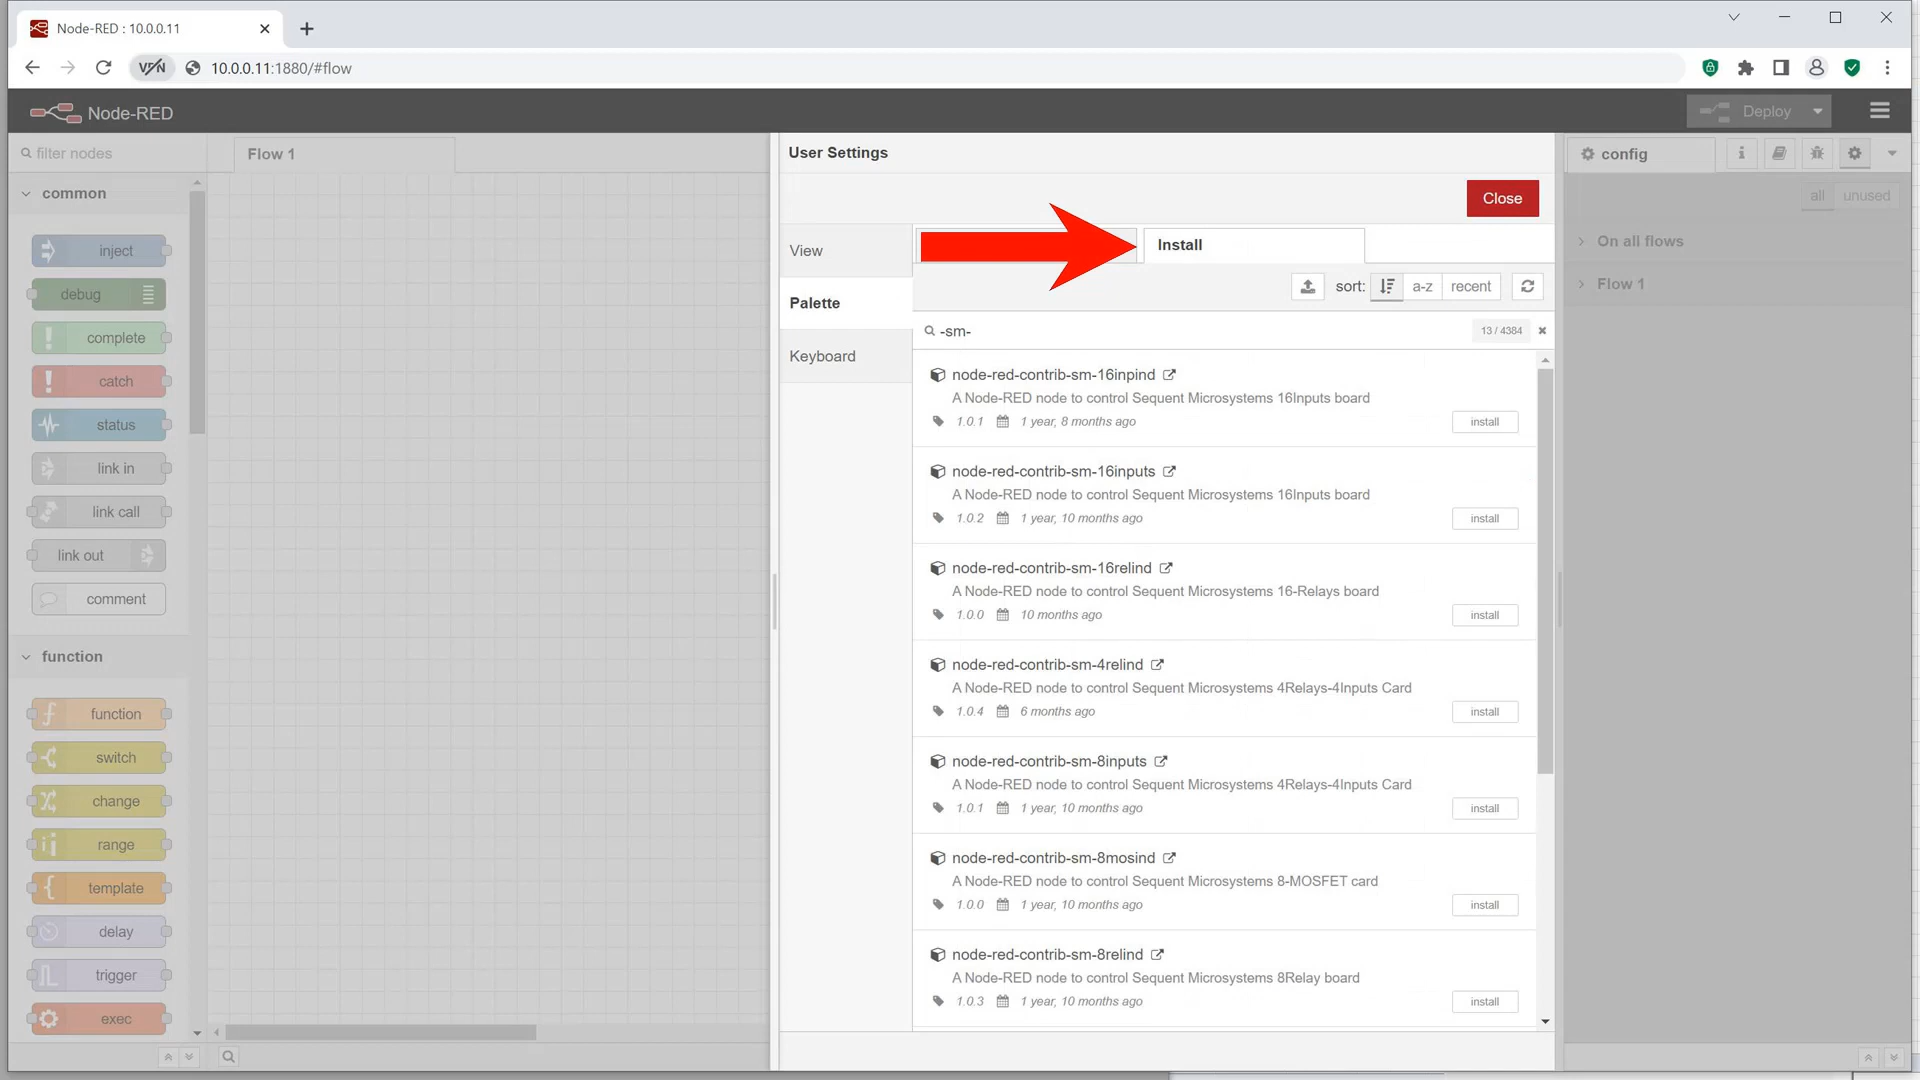 Node-RED : 10.0.0.11
VPN
10.0.0.11:1880/#flow
Node-RED
Deploy
filter nodes
Flow 1
User Settings
config
all
unused
Close
common
inject
debug
complete
catch
status
link in
link call
link out
comment
function
function
switch
change
range
template
delay
trigger
exec
View
Palette
Keyboard
Install
sort:
a-z
recent
-sm-
13 / 4384
node-red-contrib-sm-16inpind
A Node-RED node to control Sequent Microsystems 16Inputs board
1.0.1
1 year, 8 months ago
install
node-red-contrib-sm-16inputs
A Node-RED node to control Sequent Microsystems 16Inputs board
1.0.2
1 year, 10 months ago
install
node-red-contrib-sm-16relind
A Node-RED node to control Sequent Microsystems 16-Relays board
1.0.0
10 months ago
install
node-red-contrib-sm-4relind
A Node-RED node to control Sequent Microsystems 4Relays-4Inputs Card
1.0.4
6 months ago
install
node-red-contrib-sm-8inputs
A Node-RED node to control Sequent Microsystems 4Relays-4Inputs Card
1.0.1
1 year, 10 months ago
install
node-red-contrib-sm-8mosind
A Node-RED node to control Sequent Microsystems 8-MOSFET card
1.0.0
1 year, 10 months ago
install
node-red-contrib-sm-8relind
A Node-RED node to control Sequent Microsystems 8Relay board
1.0.3
1 year, 10 months ago
install
On all flows
Flow 1